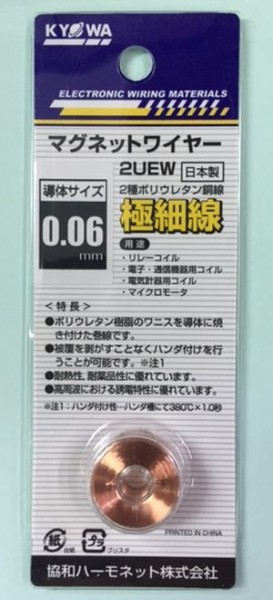 KYOWA
ELECTRONIC WIRING MATERIALS
マグネットワイヤー
2UEW 日本製
2種ポリウレタン銅線
導体サイズ
0.06
mm
極細線
用途
・リレーコイル
・電子・通信機器用コイル
・電気計器用コイル
・マイクロモータ
<特長>
●ポリウレタン樹脂のワニスを導体に焼
き付けた巻線です。
●被覆を剥がすことなくハンダ付けを行
うことが可能です。※注1
●耐熱性、耐薬品性に優れています。
●高周波における誘電特性に優れています。
※注1:ハンダ付け性…ハンダ槽にて380℃×1.0秒
紙
台紙
プラ
ブリスタ
PRINTED IN CHINA
協和ハーモネット株式会社